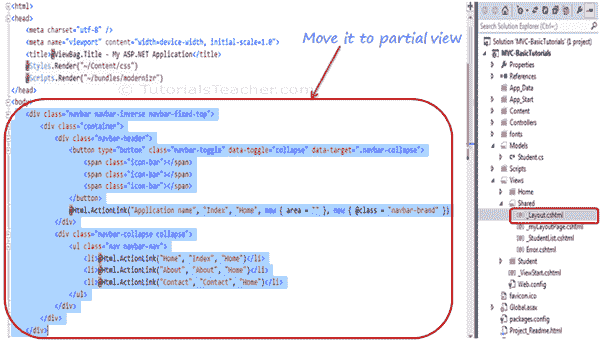 <html>
<head>
<meta charset="utf-8" />
<meta name="viewport" content="width=device-width, initial-scale=1.0">
<title>@ViewBag.Title - My ASP.NET Application</title>
@Styles.Render("~/Content/css")
@Scripts.Render("~/bundles/modernizr")
</head>
<body>
<div class="navbar navbar-inverse navbar-fixed-top">
<div class="container">
<div class="navbar-header">
<button type="button" class="navbar-toggle" data-toggle="collapse" data-target=".navbar-collapse">
<span class="icon-bar"></span>
<span class="icon-bar"></span>
<span class="icon-bar"></span>
</button>
@Html.ActionLink("Application name", "Index", "Home", new { area = "" }, new { @class = "navbar-brand" })
</div>
<div class="navbar-collapse collapse">
<ul class="nav navbar-nav">
<li>@Html.ActionLink("Home", "Index", "Home")</li>
<li>@Html.ActionLink("About", "About", "Home")</li>
<li>@Html.ActionLink("Contact", "Contact", "Home")</li>
</ul>
</div>
</div>
</div>
Move it to partial view
© TutorialsTeacher.com
Search Solution Explorer (Ctrl+;)
Solution 'MVC-BasicTutorials' (1 project)
MVC-BasicTutorials
Properties
References
App_Data
App_Start
Content
Controllers
fonts
Models
Student.cs
Scripts
Views
Home
Shared
_Layout.cshtml
_myLayoutPage.cshtml
_StudentList.cshtml
Error.cshtml
Student
_ViewStart.cshtml
Web.config
favicon.ico
Global.asax
packages.config
Project_Readme.html